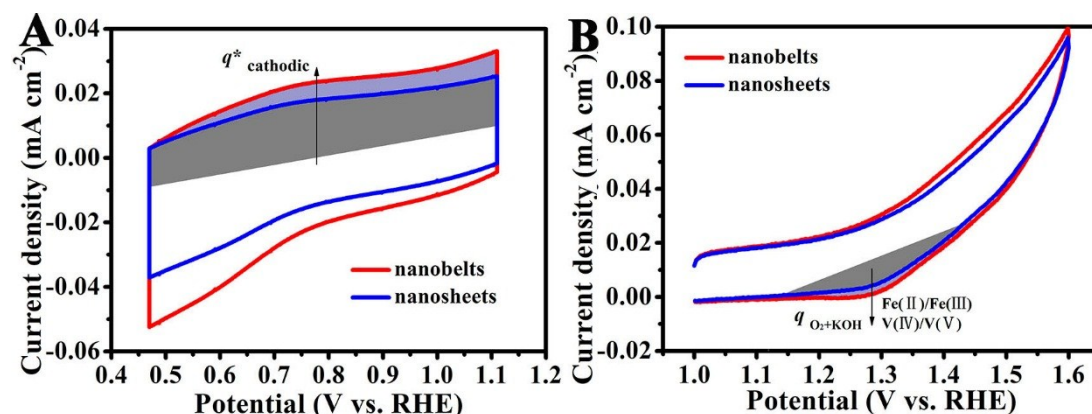 A
Current density (mA cm-2)
0.04
0.02
0.00
-0.02
-0.04
-0.06
q* cathodic
nanobelts
nanosheets
0.4 0.5 0.6 0.7 0.8 0.9 1.0 1.1 1.2
Potential (V vs. RHE)
B
Current density (mA cm-2)
0.10
0.08
0.06
0.04
0.02
0.00
-0.02
nanobelts
nanosheets
q O2+KOH
Fe(Ⅱ)/Fe(Ⅲ)
V(Ⅳ)/V(Ⅴ)
1.0 1.1 1.2 1.3 1.4 1.5 1.6
Potential (V vs. RHE)